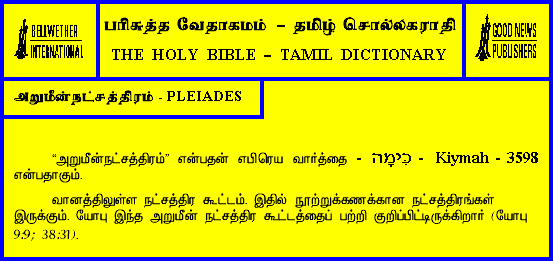 BELLWETHER
INTERNATIONAL
பரிசுத்த வேதாகமம் – தமிழ் சொல்லகராதி
THE HOLY BIBLE – TAMIL DICTIONARY
GOOD NEWS
PUBLISHERS
அறுமீன்நட்சத்திரம் - PLEIADES
“அறுமீன்நட்சத்திரம்” என்பதன் எபிரெய வார்த்தை - כִּימָה - Kiymah - 3598
என்பதாகும்.
வானத்திலுள்ள நட்சத்திர கூட்டம். இதில் நூற்றுக்கணக்கான நட்சத்திரங்கள்
இருக்கும். யோபு இந்த அறுமீன் நட்சத்திர கூட்டத்தைப் பற்றி குறிப்பிட்டிருக்கிறார் (யோபு
9:9; 38:31).